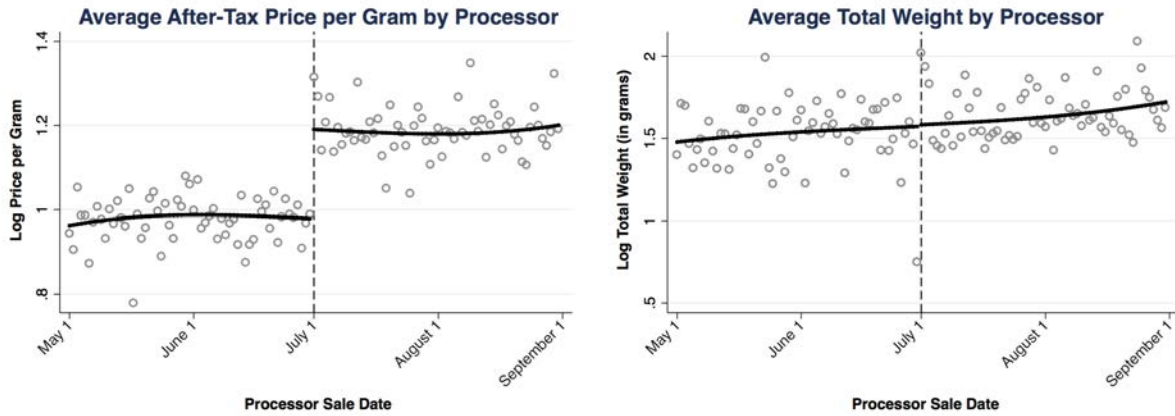 Average After-Tax Price per Gram by Processor
Log Price per Gram
1.4
1.2
1
.8
May 1
June 1
July 1
August 1
September 1
Processor Sale Date
Average Total Weight by Processor
Log Total Weight (in grams)
2
1.5
1
.5
May 1
June 1
July 1
August 1
September 1
Processor Sale Date